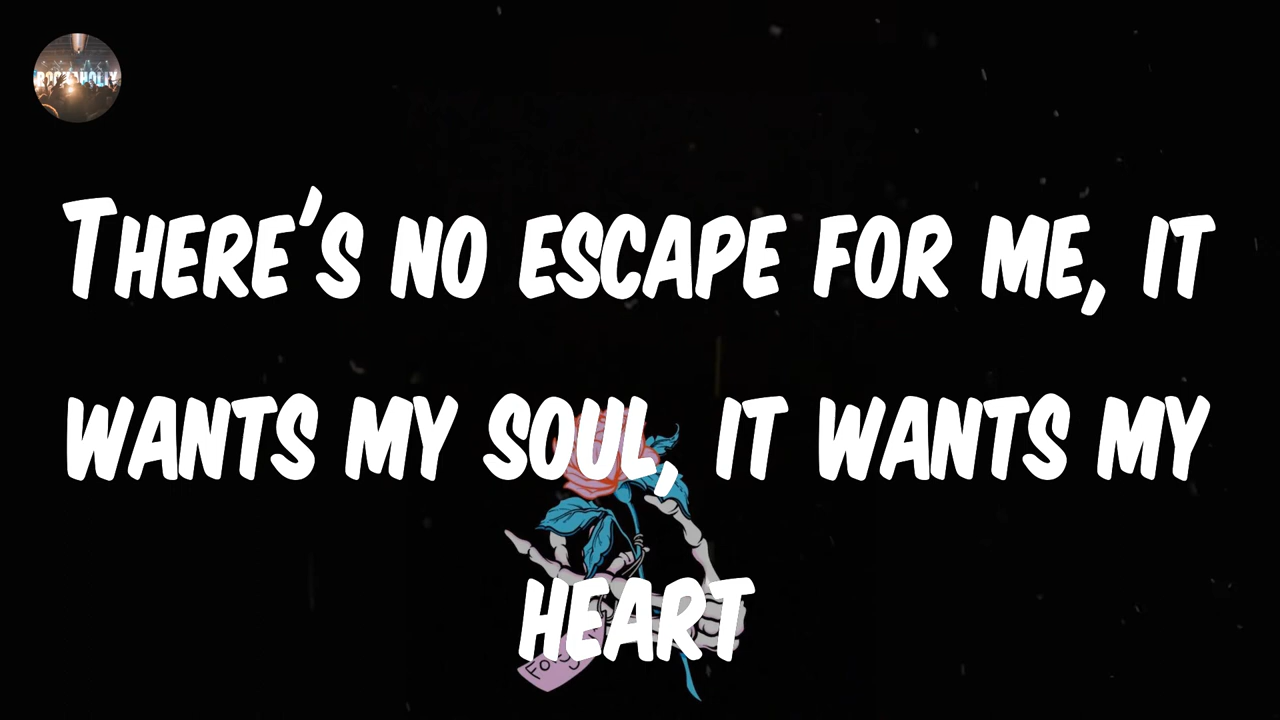 There's no escape for me, it
wants my soul, it wants my
heart